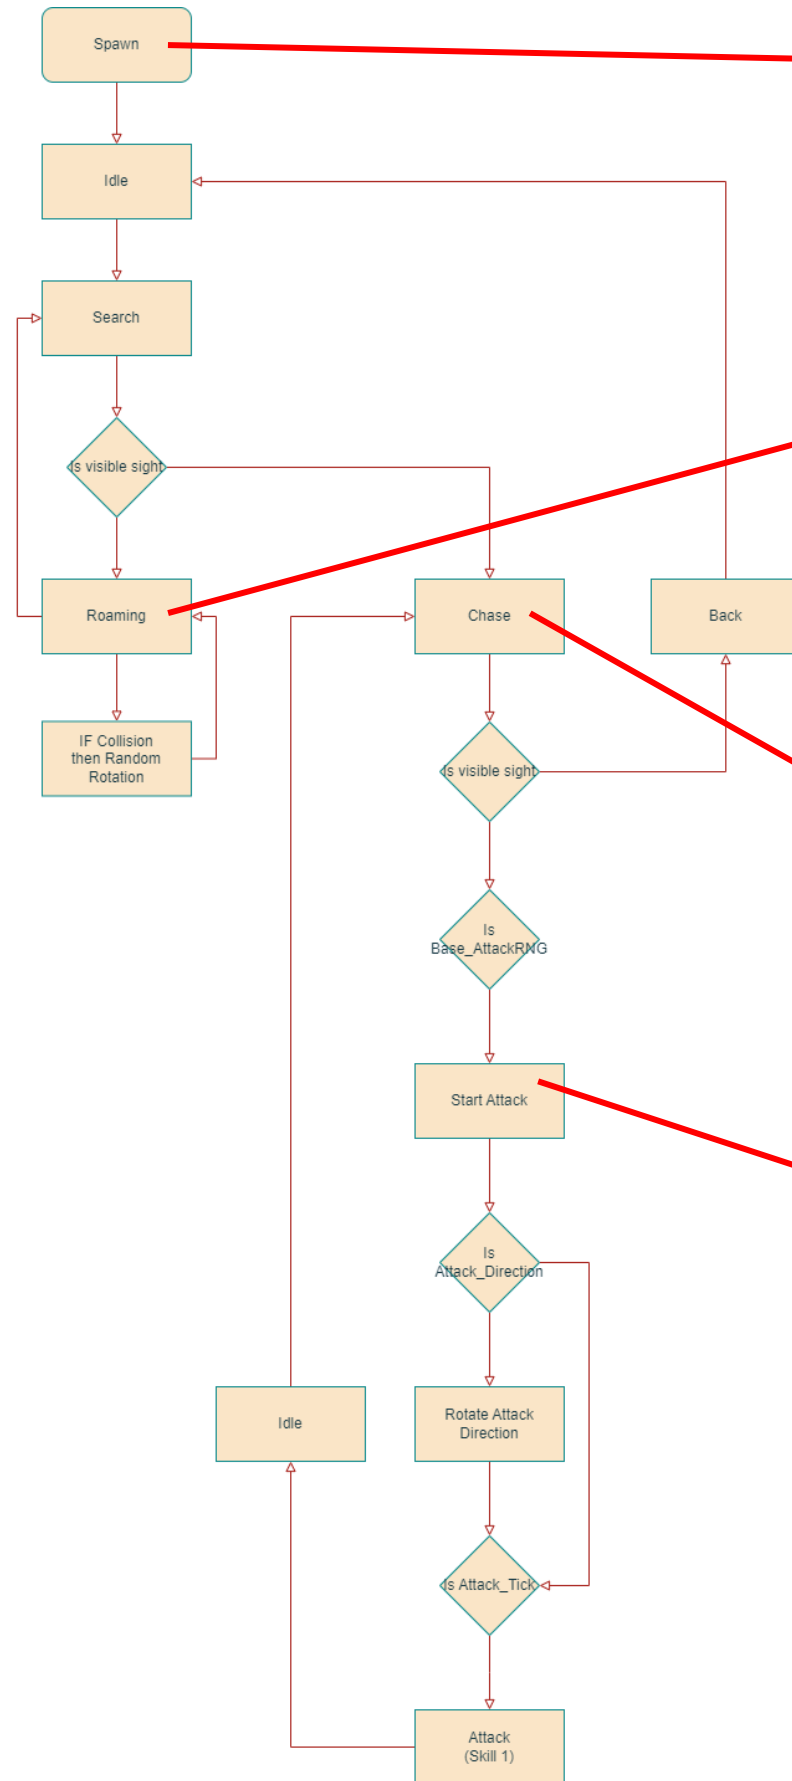 Spawn
Idle
Search
Is visible sight
Roaming
Chase
Back
IF Collision
then Random
Rotation
Is visible sight
Is
Base_AttackRNG
Start Attack
Is
Attack_Direction
Idle
Rotate Attack
Direction
Is Attack_Tick
Attack
(Skill 1)